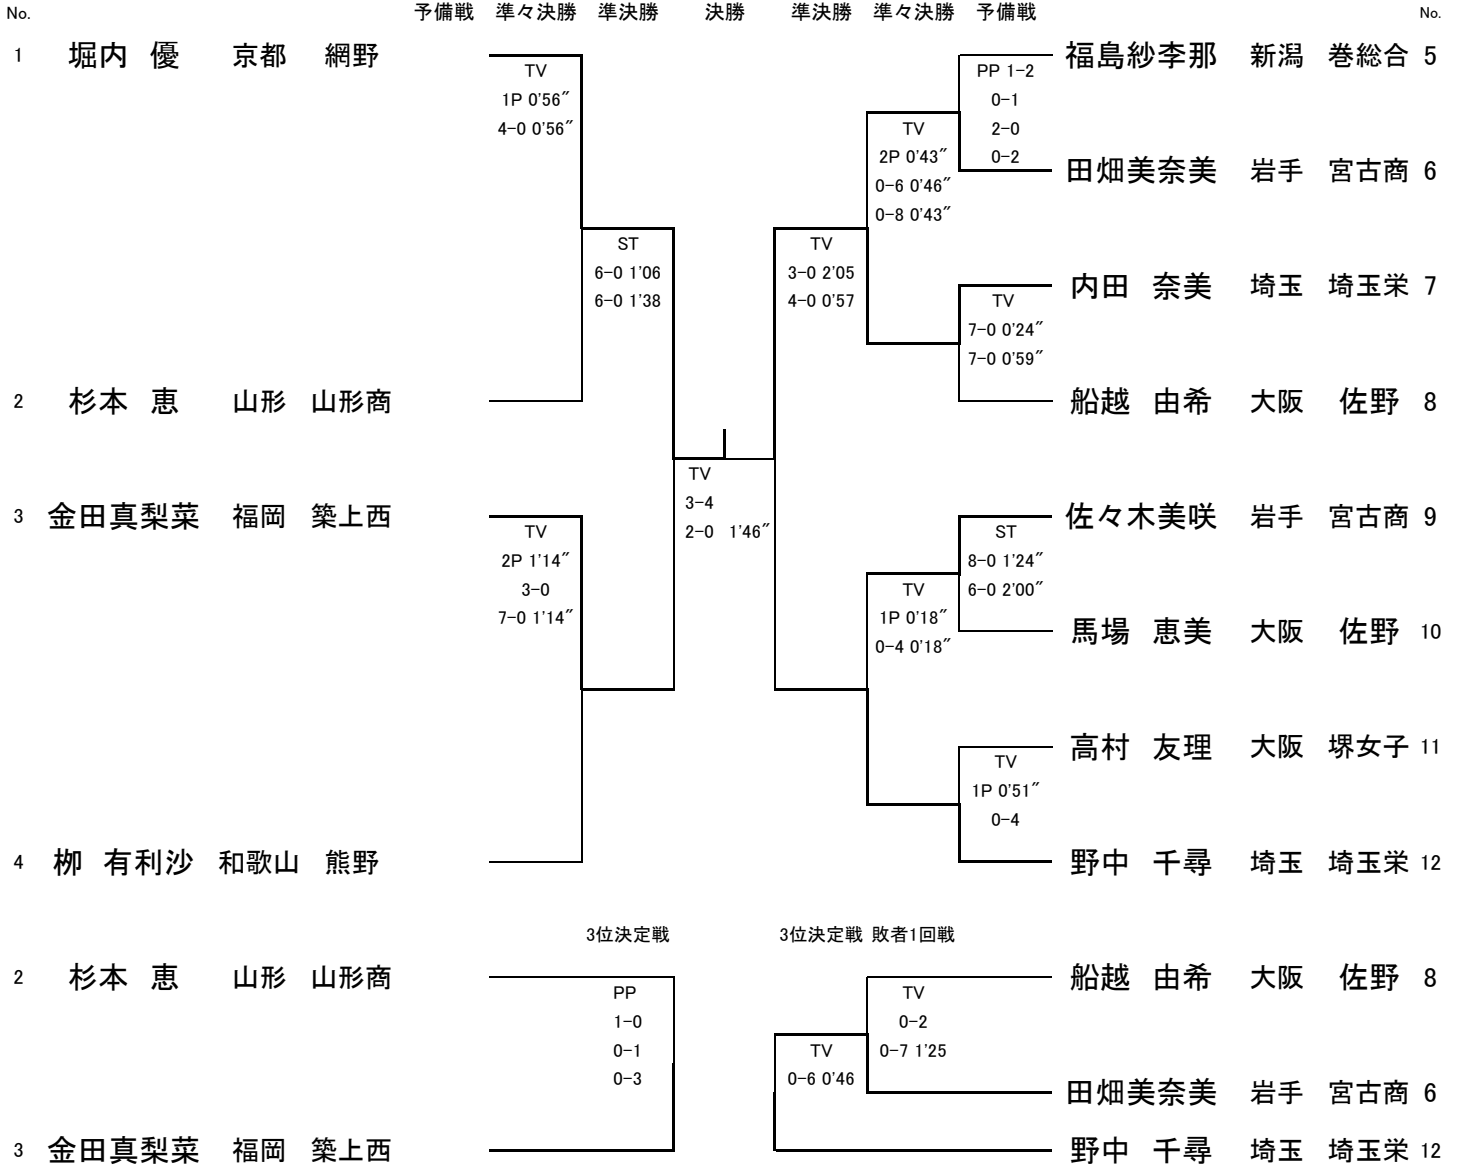 No. 予備戦 準々決勝 準決勝 決勝 準決勝 準々決勝 予備戦 No.
1 堀内 優 京都 網野
TV
1P 0'56″
4-0 0'56″
2 杉本 恵 山形 山形商
ST
6-0 1'06
6-0 1'38
3 金田真梨菜 福岡 築上西
TV
2P 1'14″
3-0
7-0 1'14″
4 栁 有利沙 和歌山 熊野
TV
3-4
2-0 1'46″
福島紗李那 新潟 巻総合 5
PP 1-2
0-1
2-0
0-2
田畑美奈美 岩手 宮古商 6
TV
2P 0'43″
0-6 0'46″
0-8 0'43″
内田 奈美 埼玉 埼玉栄 7
TV
7-0 0'24″
7-0 0'59″
船越 由希 大阪 佐野 8
TV
3-0 2'05
4-0 0'57
佐々木美咲 岩手 宮古商 9
ST
8-0 1'24″
6-0 2'00″
馬場 恵美 大阪 佐野 10
TV
1P 0'18″
0-4 0'18″
高村 友理 大阪 堺女子 11
TV
1P 0'51″
0-4
野中 千尋 埼玉 埼玉栄 12
3位決定戦 3位決定戦 敗者1回戦
2 杉本 恵 山形 山形商
PP
1-0
0-1
0-3
3 金田真梨菜 福岡 築上西
船越 由希 大阪 佐野 8
TV
0-2
0-7 1'25
田畑美奈美 岩手 宮古商 6
TV
0-6 0'46
野中 千尋 埼玉 埼玉栄 12